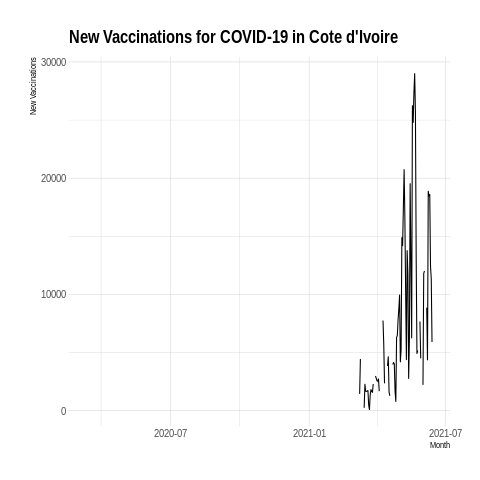 New Vaccinations for COVID-19 in Cote d'Ivoire
New Vaccinations
30000
20000
10000
0
2020-07
2021-01
2021-07
Month